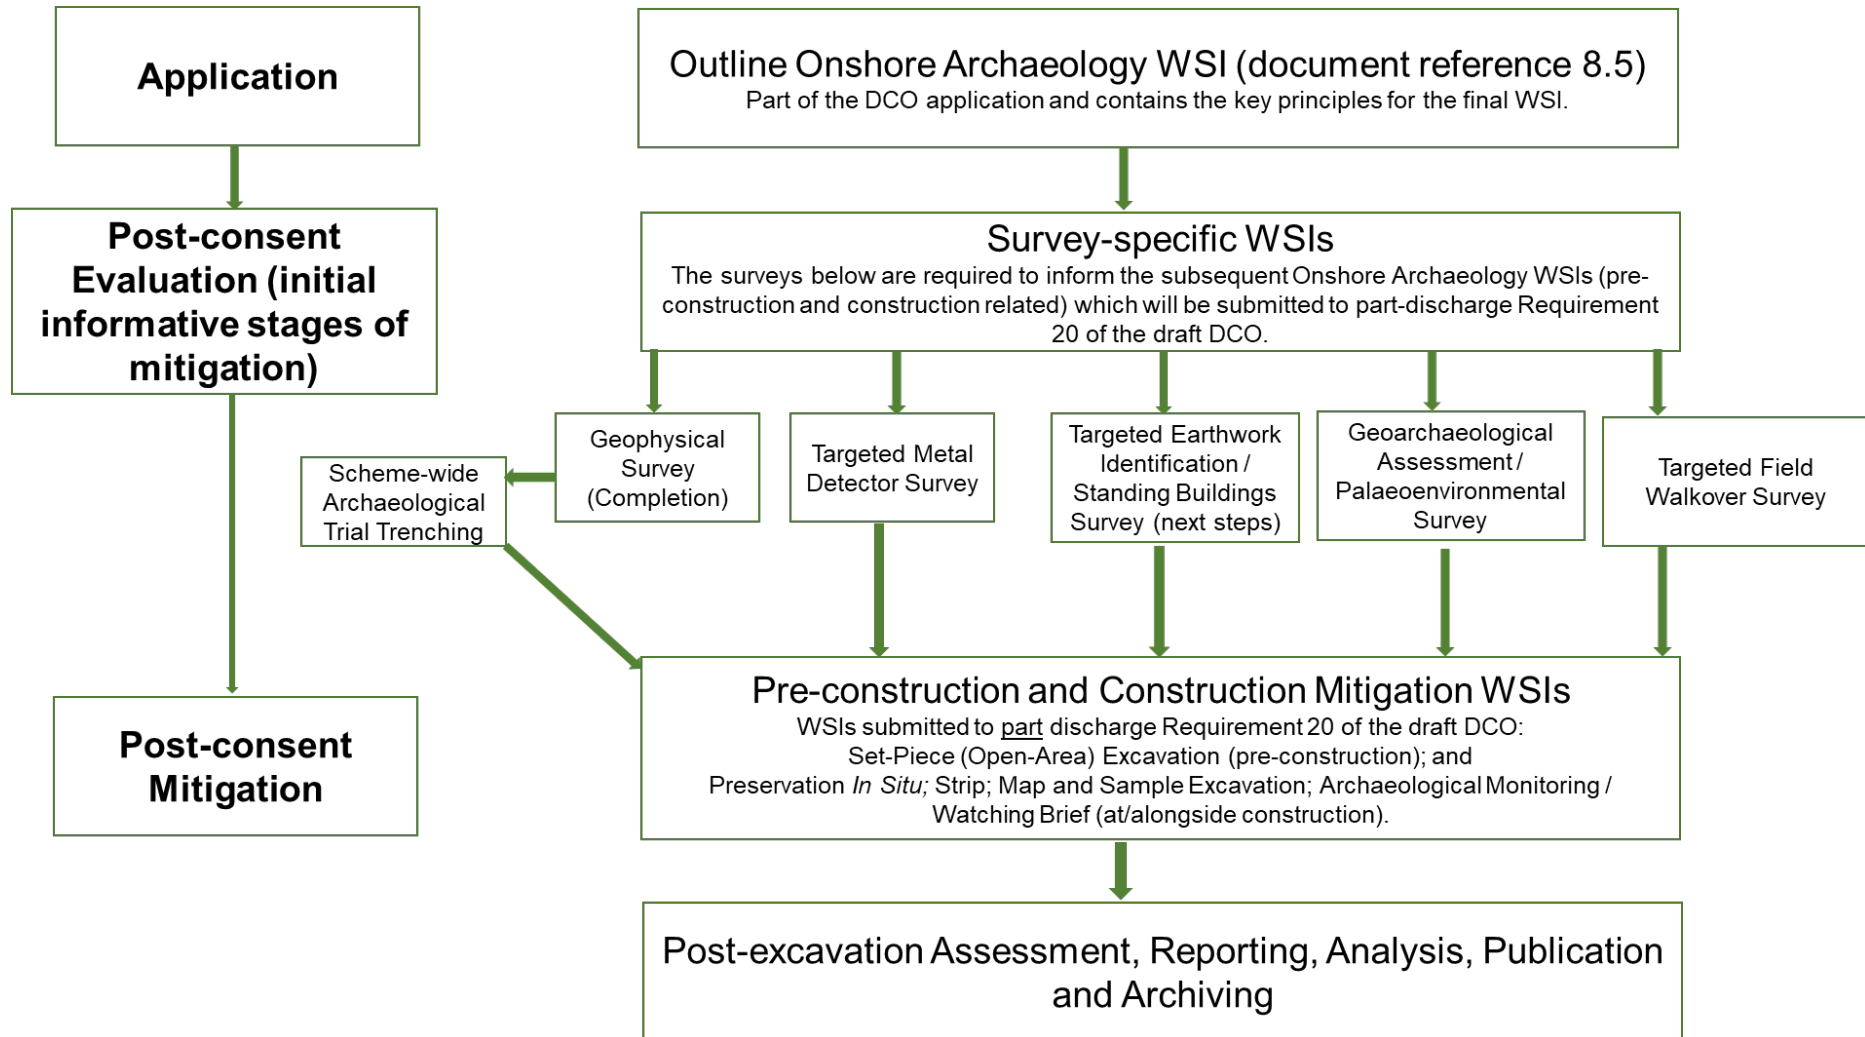 Application
Outline Onshore Archaeology WSI (document reference 8.5)
Part of the DCO application and contains the key principles for the final WSI.
Post-consent
Evaluation (initial
informative stages of
mitigation)
Survey-specific WSIs
The surveys below are required to inform the subsequent Onshore Archaeology WSIs (pre-
construction and construction related) which will be submitted to part-discharge Requirement
20 of the draft DCO.
Scheme-wide
Archaeological
Trial Trenching
Geophysical
Survey
(Completion)
Targeted Metal
Detector Survey
Targeted Earthwork
Identification /
Standing Buildings
Survey (next steps)
Geoarchaeological
Assessment /
Palaeoenvironmental
Survey
Targeted Field
Walkover Survey
Post-consent
Mitigation
Pre-construction and Construction Mitigation WSIs
WSIs submitted to part discharge Requirement 20 of the draft DCO:
Set-Piece (Open-Area) Excavation (pre-construction); and
Preservation In Situ; Strip; Map and Sample Excavation; Archaeological Monitoring /
Watching Brief (at/alongside construction).
Post-excavation Assessment, Reporting, Analysis, Publication
and Archiving